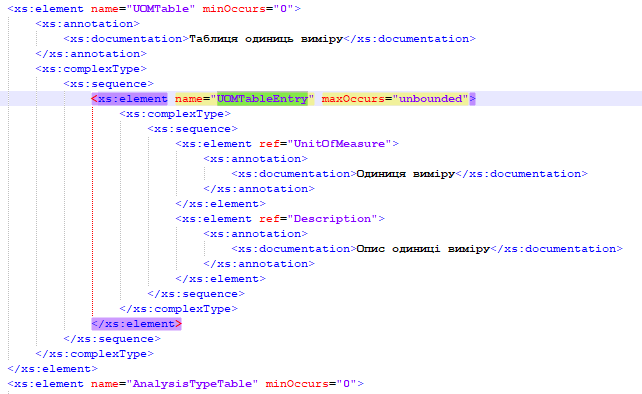 <xs:element name="UOMTable" minOccurs="0">
<xs:annotation>
<xs:documentation>Таблиця одиниць виміру</xs:documentation>
</xs:annotation>
<xs:complexType>
<xs:sequence>
<xs:element name="UOMTableEntry" maxOccurs="unbounded">
<xs:complexType>
<xs:sequence>
<xs:element ref="UnitOfMeasure">
<xs:annotation>
<xs:documentation>Одиниця виміру</xs:documentation>
</xs:annotation>
</xs:element>
<xs:element ref="Description">
<xs:annotation>
<xs:documentation>Опис одиниці виміру</xs:documentation>
</xs:annotation>
</xs:element>
</xs:sequence>
</xs:complexType>
</xs:element>
</xs:sequence>
</xs:complexType>
</xs:element>
<xs:element name="AnalysisTypeTable" minOccurs="0">